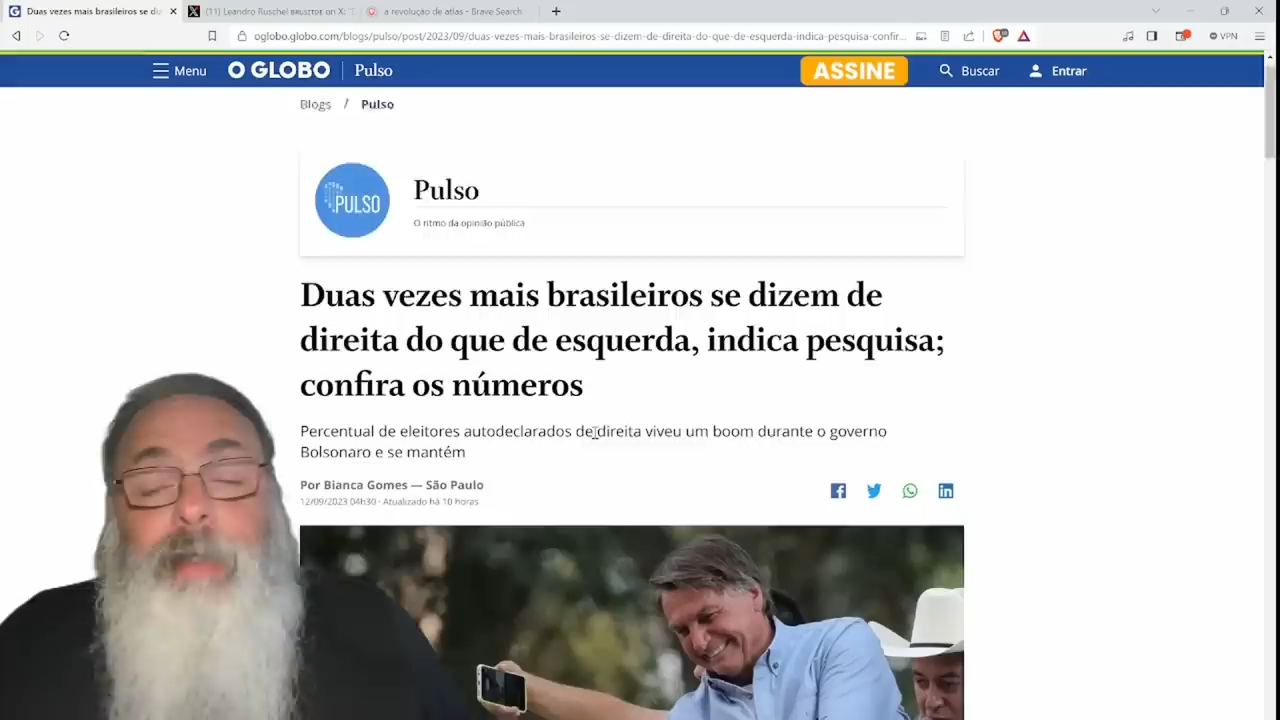 Duas vezes mais brasileiros se di
(11) Leandro Ruschel
on X: "
a revolução de atlas - Brave Search
oglobo.globo.com/blogs/pulso/post/2023/09/duas-vezes-mais-brasileiros-se-dizem-de-direita-do-que-de-esquerda-indica-pesquisa-confir...
VPN
Menu
O GLOBO
Pulso
ASSINE
Buscar
Entrar
Blogs / Pulso
PULSO
Pulso
O ritmo da opinião pública
Duas vezes mais brasileiros se dizem de
direita do que de esquerda, indica pesquisa;
confira os números
Percentual de eleitores autodeclarados de direita viveu um boom durante o governo
Bolsonaro e se mantém
Por Bianca Gomes — São Paulo
12/09/2023 04h30 · Atualizado há 10 horas